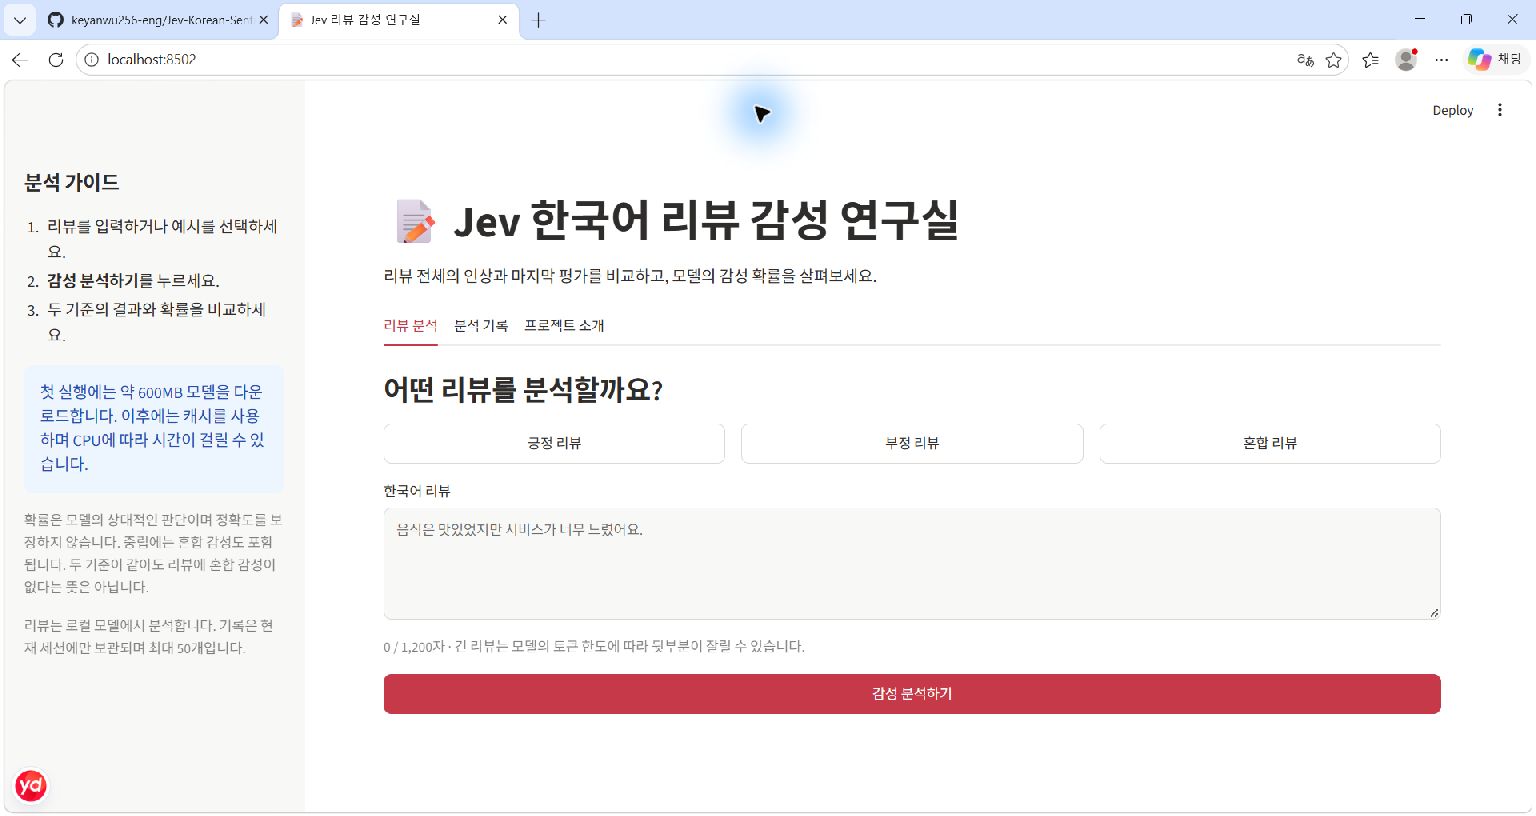 keyanwu256-eng/Jev-Korean-Sent
Jev 리뷰 감성 연구실
localhost:8502
채팅
Deploy
분석 가이드
1. 리뷰를 입력하거나 예시를 선택하세
요.
2. 감성 분석하기를 누르세요.
3. 두 기준의 결과와 확률을 비교하세
요.
첫 실행에는 약 600MB 모델을 다운
로드합니다. 이후에는 캐시를 사용
하며 CPU에 따라 시간이 걸릴 수 있
습니다.
확률은 모델의 상대적인 판단이며 정확도를 보
장하지 않습니다. 중립에는 혼합 감성도 포함
됩니다. 두 기준이 같아도 리뷰에 혼합 감성이
없다는 뜻은 아닙니다.
리뷰는 로컬 모델에서 분석합니다. 기록은 현
재 세션에만 보관되며 최대 50개입니다.
yd
Jev 한국어 리뷰 감성 연구실
리뷰 전체의 인상과 마지막 평가를 비교하고, 모델의 감성 확률을 살펴보세요.
리뷰 분석 분석 기록 프로젝트 소개
어떤 리뷰를 분석할까요?
긍정 리뷰 부정 리뷰 혼합 리뷰
한국어 리뷰
음식은 맛있었지만 서비스가 너무 느렸어요.
0 / 1,200자 · 긴 리뷰는 모델의 토큰 한도에 따라 뒷부분이 잘릴 수 있습니다.
감성 분석하기